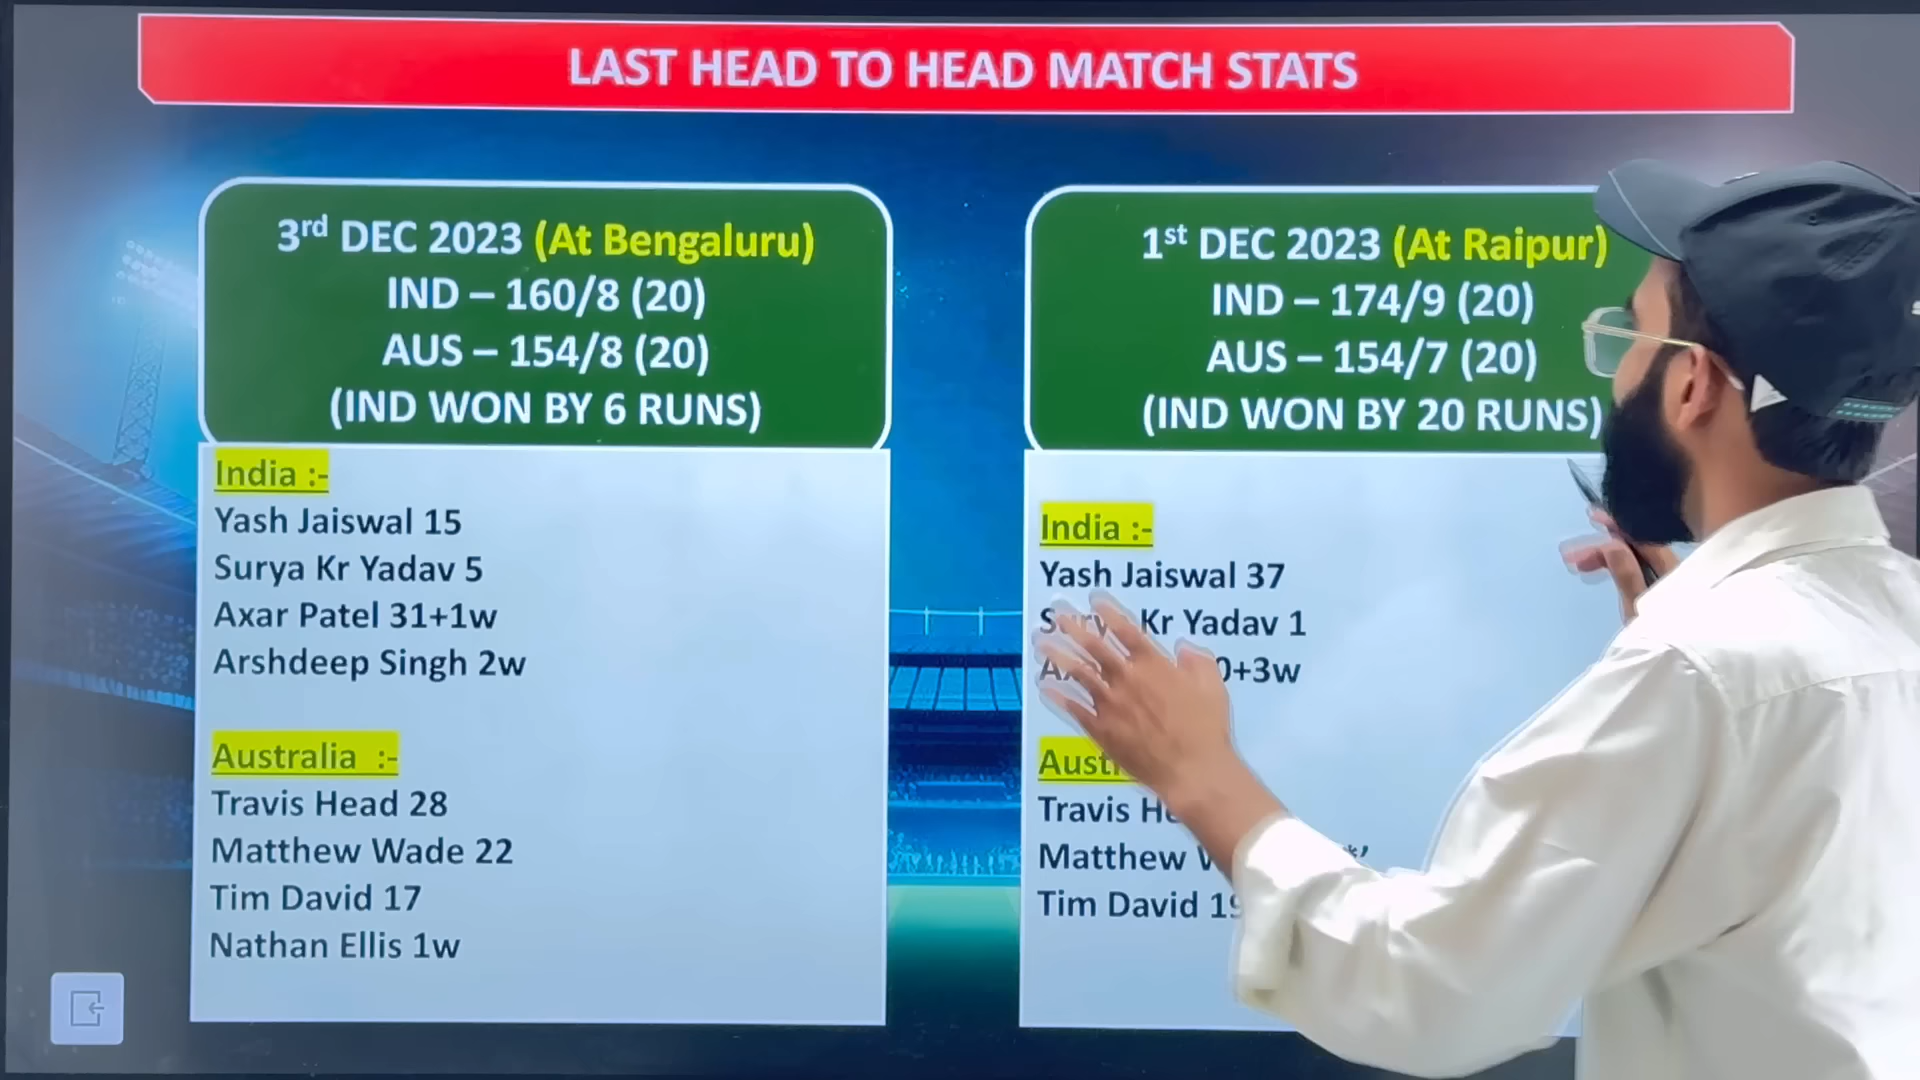 LAST HEAD TO HEAD MATCH STATS
3rd DEC 2023 (At Bengaluru)
IND – 160/8 (20)
AUS – 154/8 (20)
(IND WON BY 6 RUNS)
India :-
Yash Jaiswal 15
Surya Kr Yadav 5
Axar Patel 31+1w
Arshdeep Singh 2w
Australia :-
Travis Head 28
Matthew Wade 22
Tim David 17
Nathan Ellis 1w
1st DEC 2023 (At Raipur)
IND – 174/9 (20)
AUS – 154/7 (20)
(IND WON BY 20 RUNS)
India :-
Yash Jaiswal 37
Kr Yadav 1
+3w
Travis
Matthew
Tim David